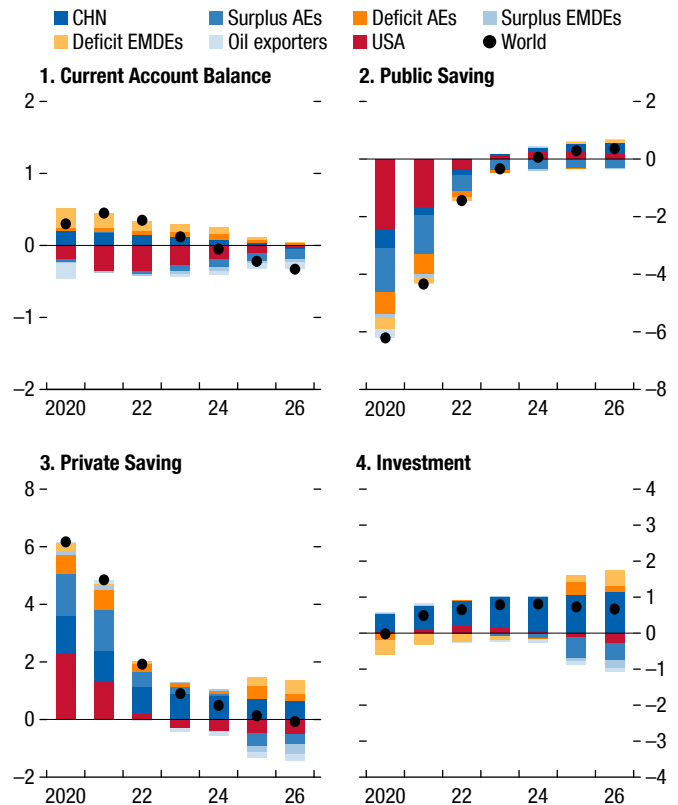 CHN Surplus AEs Deficit AEs Surplus EMDEs
Deficit EMDEs Oil exporters USA World
1. Current Account Balance
2
1
0
–1
–2
2020 22 24 26
2. Public Saving
2
0
–2
–4
–6
–8
2020 22 24 26
3. Private Saving
8
6
4
2
0
–2
2020 22 24 26
4. Investment
4
3
2
1
0
–1
–2
–3
–4
2020 22 24 26